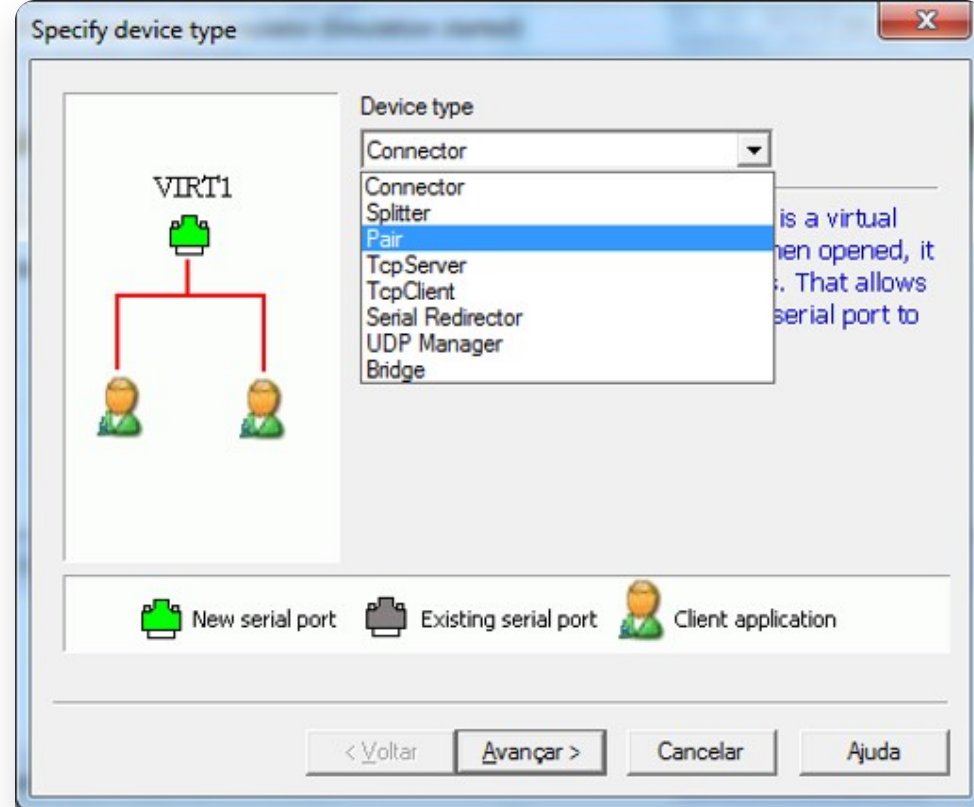 Specify device type
Device type
Connector
Connector
Splitter
Pair
TcpServer
TcpClient
Serial Redirector
UDP Manager
Bridge
is a virtual
en opened, it
. That allows
serial port to
VIRT1
New serial port
Existing serial port
Client application
< Voltar
Avançar >
Cancelar
Ajuda